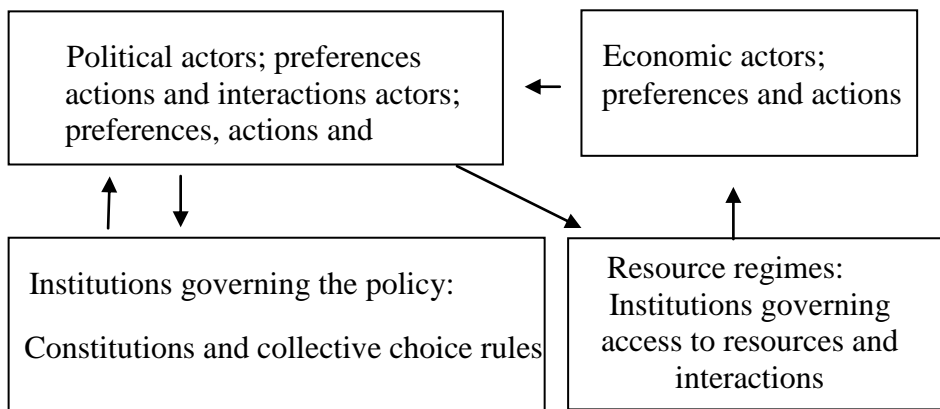 Political actors; preferences
actions and interactions actors;
preferences, actions and
Economic actors;
preferences and actions
Institutions governing the policy:
Constitutions and collective choice rules
Resource regimes:
Institutions governing
access to resources and
interactions